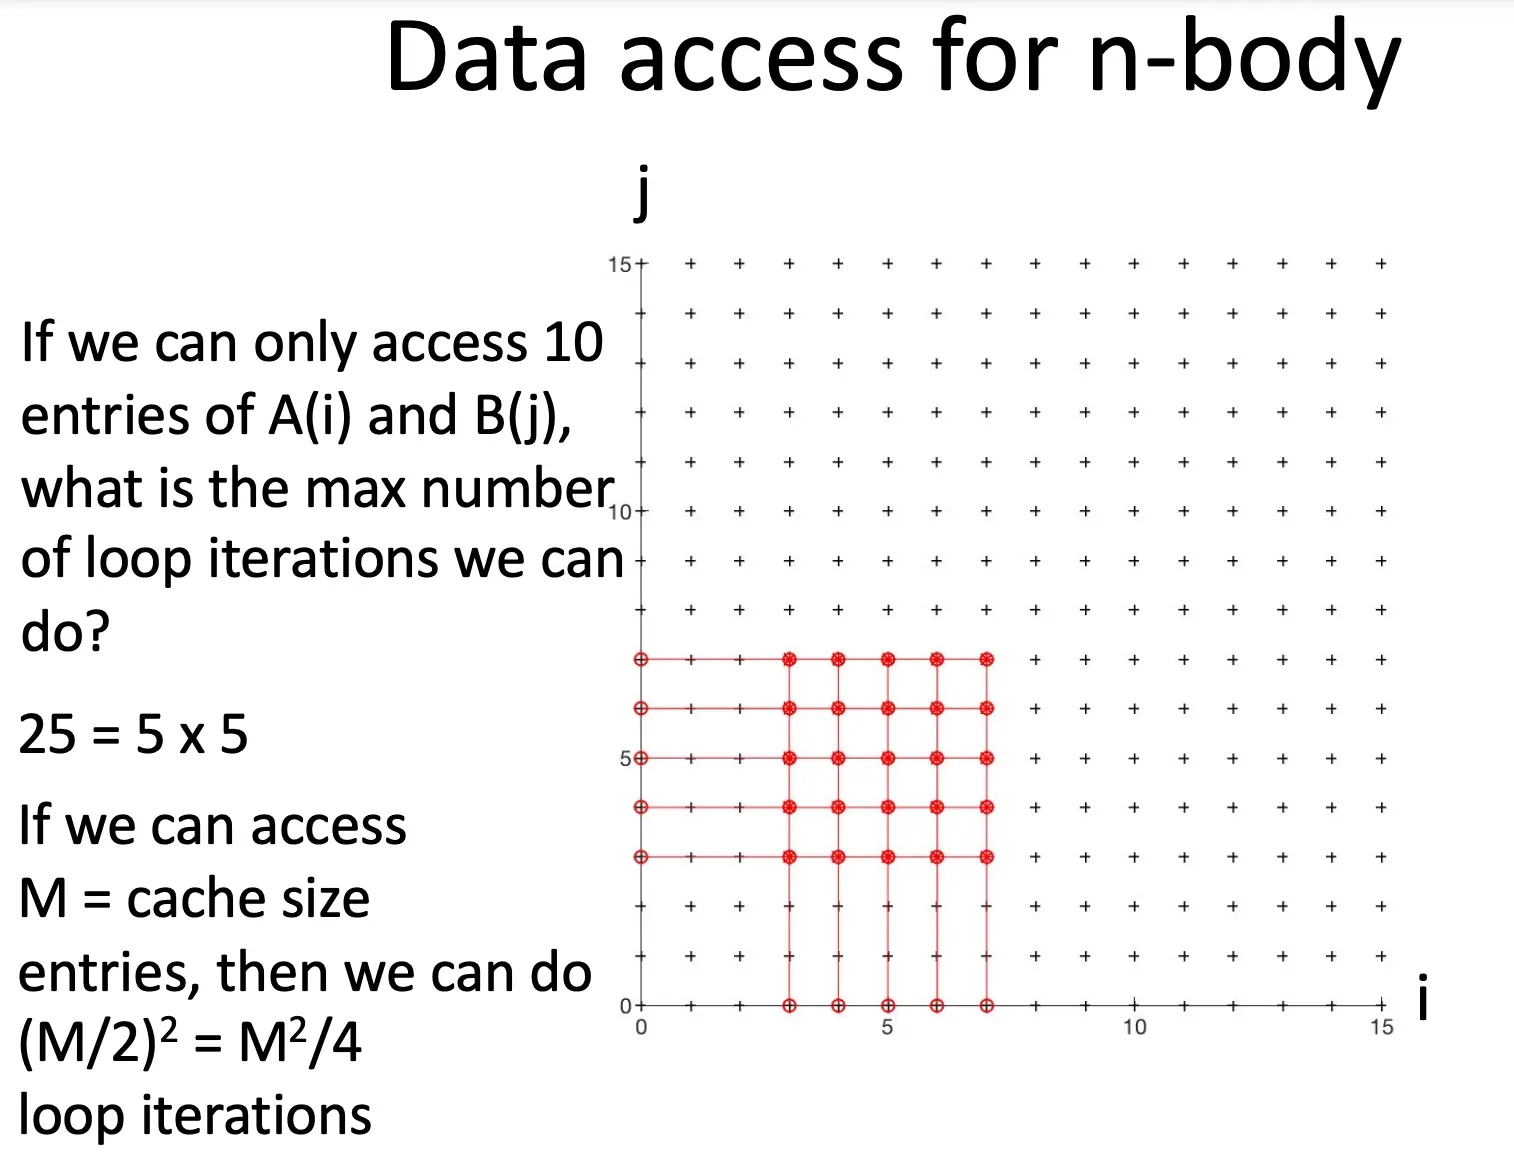 Data access for n-body
j
If we can only access 10
entries of A(i) and B(j),
what is the max number
of loop iterations we can
do?
25 = 5 x 5
If we can access
M = cache size
entries, then we can do
(M/2)² = M²/4
loop iterations
15
10
5
0
0 5 10 15
i